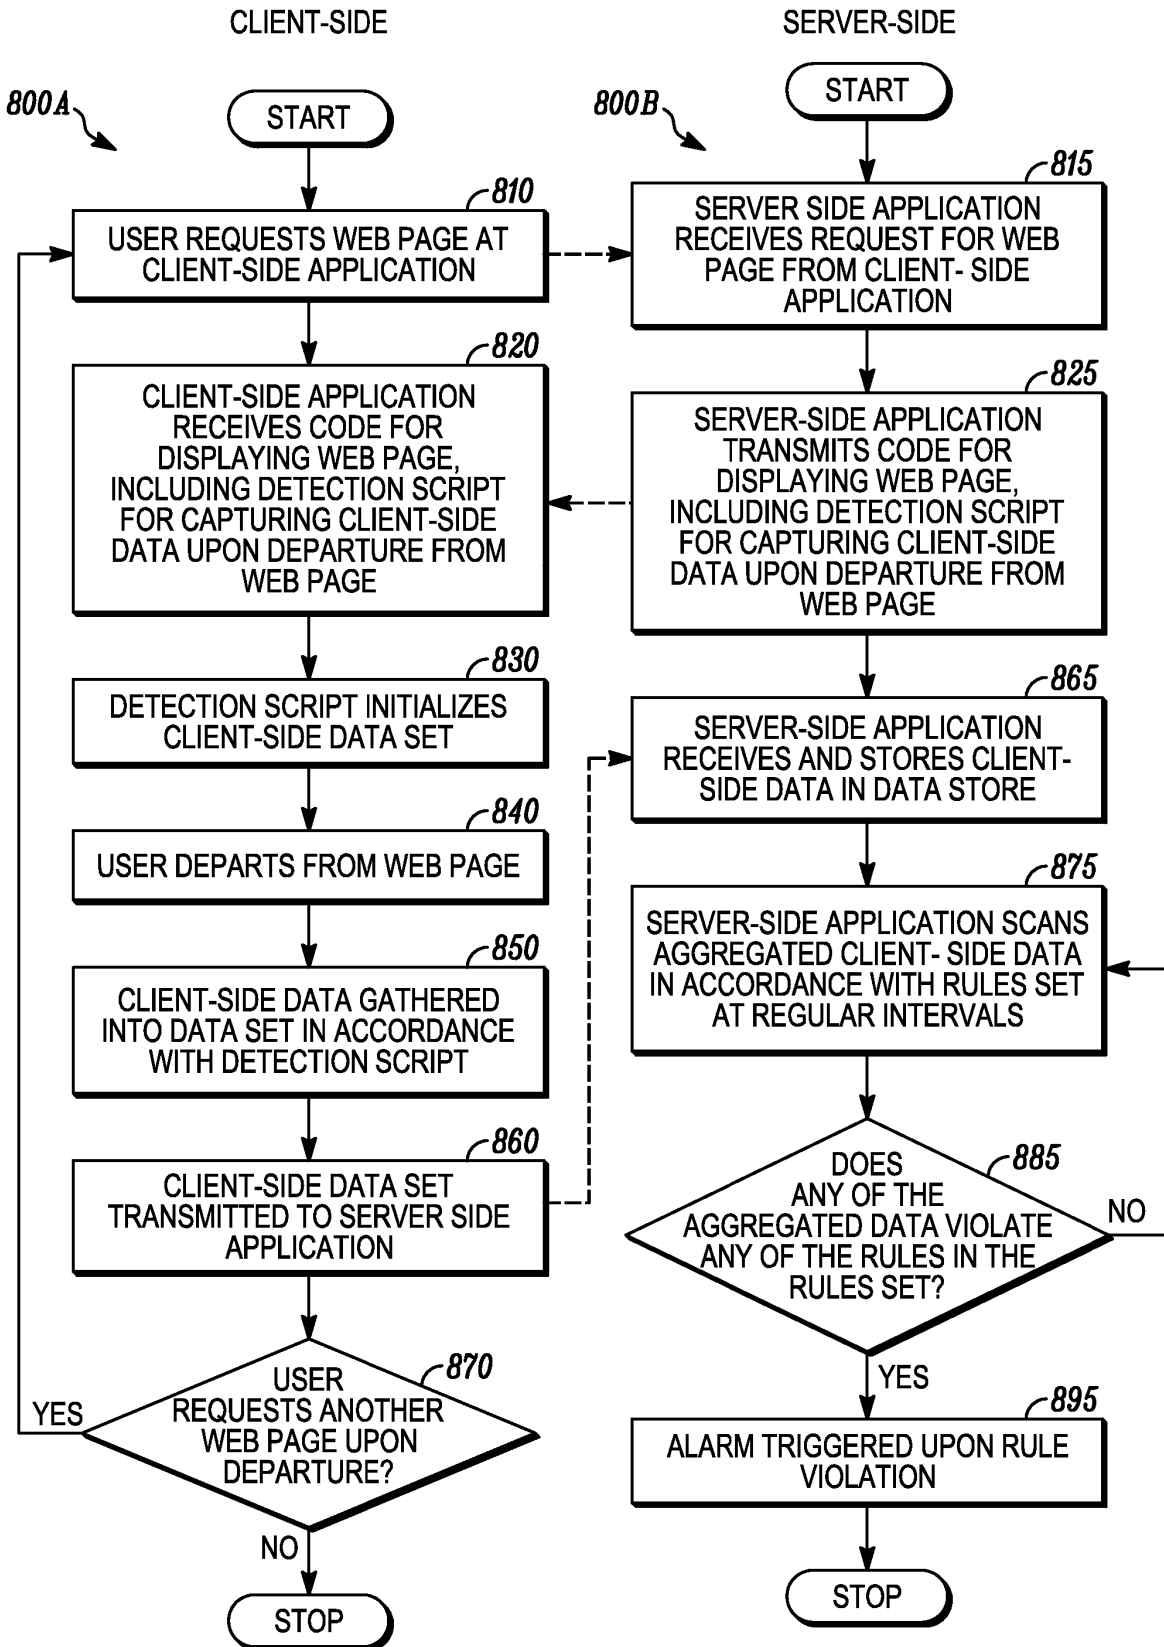 CLIENT-SIDE
800A
START
810
USER REQUESTS WEB PAGE AT
CLIENT-SIDE APPLICATION
820
CLIENT-SIDE APPLICATION
RECEIVES CODE FOR
DISPLAYING WEB PAGE,
INCLUDING DETECTION SCRIPT
FOR CAPTURING CLIENT-SIDE
DATA UPON DEPARTURE FROM
WEB PAGE
830
DETECTION SCRIPT INITIALIZES
CLIENT-SIDE DATA SET
840
USER DEPARTS FROM WEB PAGE
850
CLIENT-SIDE DATA GATHERED
INTO DATA SET IN ACCORDANCE
WITH DETECTION SCRIPT
860
CLIENT-SIDE DATA SET
TRANSMITTED TO SERVER SIDE
APPLICATION
870
USER
REQUESTS ANOTHER
WEB PAGE UPON
DEPARTURE?
YES
NO
STOP
SERVER-SIDE
800B
START
815
SERVER SIDE APPLICATION
RECEIVES REQUEST FOR WEB
PAGE FROM CLIENT- SIDE
APPLICATION
825
SERVER-SIDE APPLICATION
TRANSMITS CODE FOR
DISPLAYING WEB PAGE,
INCLUDING DETECTION SCRIPT
FOR CAPTURING CLIENT-SIDE
DATA UPON DEPARTURE FROM
WEB PAGE
865
SERVER-SIDE APPLICATION
RECEIVES AND STORES CLIENT-
SIDE DATA IN DATA STORE
875
SERVER-SIDE APPLICATION SCANS
AGGREGATED CLIENT- SIDE DATA
IN ACCORDANCE WITH RULES SET
AT REGULAR INTERVALS
885
DOES
ANY OF THE
AGGREGATED DATA VIOLATE
ANY OF THE RULES IN THE
RULES SET?
NO
YES
895
ALARM TRIGGERED UPON RULE
VIOLATION
STOP